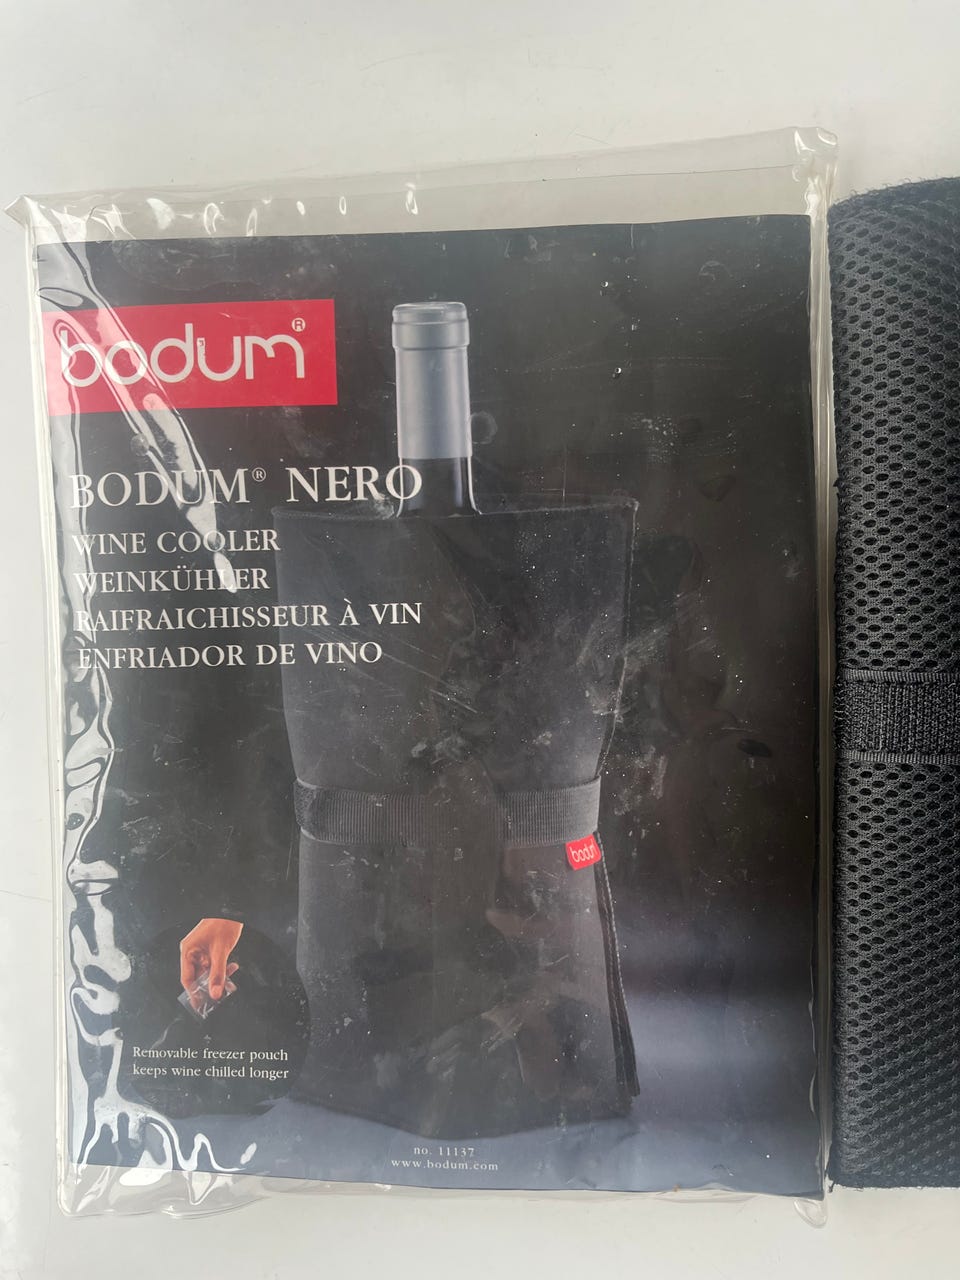 bodum®
BODUM® NERO
WINE COOLER
WEINKÜHLER
RAIFRAICHISSEUR À VIN
ENFRIADOR DE VINO
bodum
Removable freezer pouch
keeps wine chilled longer
no. 11137
www.bodum.com